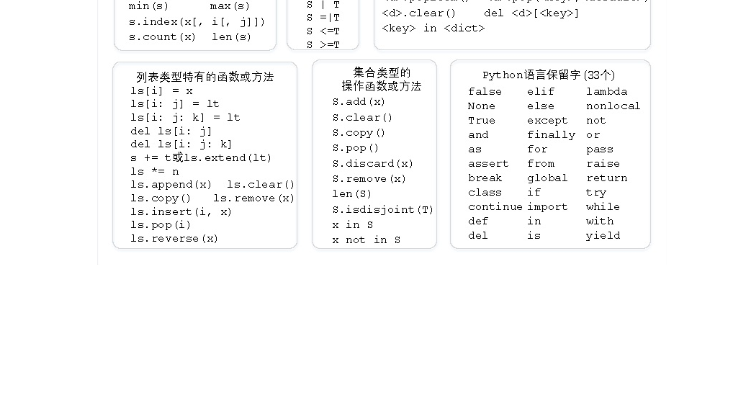 min(s) max(s)
s.index(x[, i[, j]])
s.count(x) len(s)
S | T
S =|T
S <=T
S >=T
<d>.clear() del <d>[<key>]
<key> in <dict>
列表类型特有的函数或方法
ls[i] = x
ls[i: j] = lt
ls[i: j: k] = lt
del ls[i: j]
del ls[i: j: k]
s += t或ls.extend(lt)
ls *= n
ls.append(x) ls.clear()
ls.copy() ls.remove(x)
ls.insert(i, x)
ls.pop(i)
ls.reverse(x)
集合类型的
操作函数或方法
S.add(x)
S.clear()
S.copy()
S.pop()
S.discard(x)
S.remove(x)
len(S)
S.isdisjoint(T)
x in S
x not in S
Python语言保留字 (33个)
false elif lambda
None else nonlocal
True except not
and finally or
as for pass
assert from raise
break global return
class if try
continue import while
def in with
del is yield